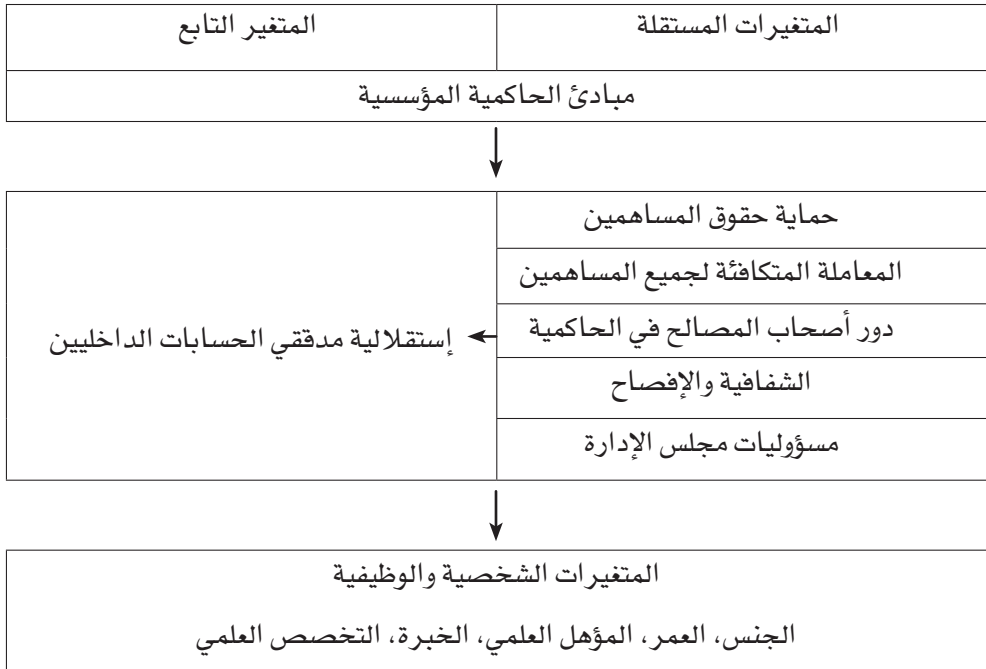 المتغيرات المستقلة
المتغير التابع
مبادئ الحاكمية المؤسسية
حماية حقوق المساهمين
المعاملة المتكافئة لجميع المساهمين
دور أصحاب المصالح في الحاكمية
الشفافية والإفصاح
مسؤوليات مجلس الإدارة
إستقلالية مدققي الحسابات الداخليين
المتغيرات الشخصية والوظيفية
الجنس، العمر، المؤهل العلمي، الخبرة، التخصص العلمي